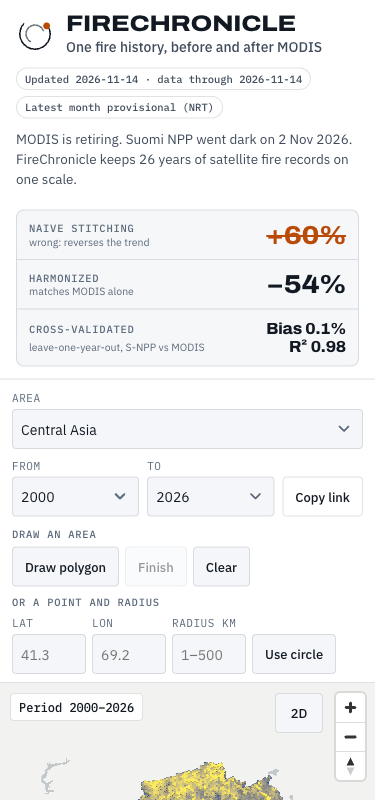 FIRECHRONICLE
One fire history, before and after MODIS
Updated 2026-11-14 · data through 2026-11-14
Latest month provisional (NRT)
MODIS is retiring. Suomi NPP went dark on 2 Nov 2026.
FireChronicle keeps 26 years of satellite fire records on
one scale.
NAIVE STITCHING
wrong: reverses the trend
+60%
HARMONIZED
matches MODIS alone
−54%
CROSS-VALIDATED
leave-one-year-out, S-NPP vs MODIS
Bias 0.1%
R² 0.98
AREA
Central Asia
FROM TO
2000 2026 Copy link
DRAW AN AREA
Draw polygon Finish Clear
OR A POINT AND RADIUS
LAT LON RADIUS KM
41.3 69.2 1–500 Use circle
Period 2000–2026 2D